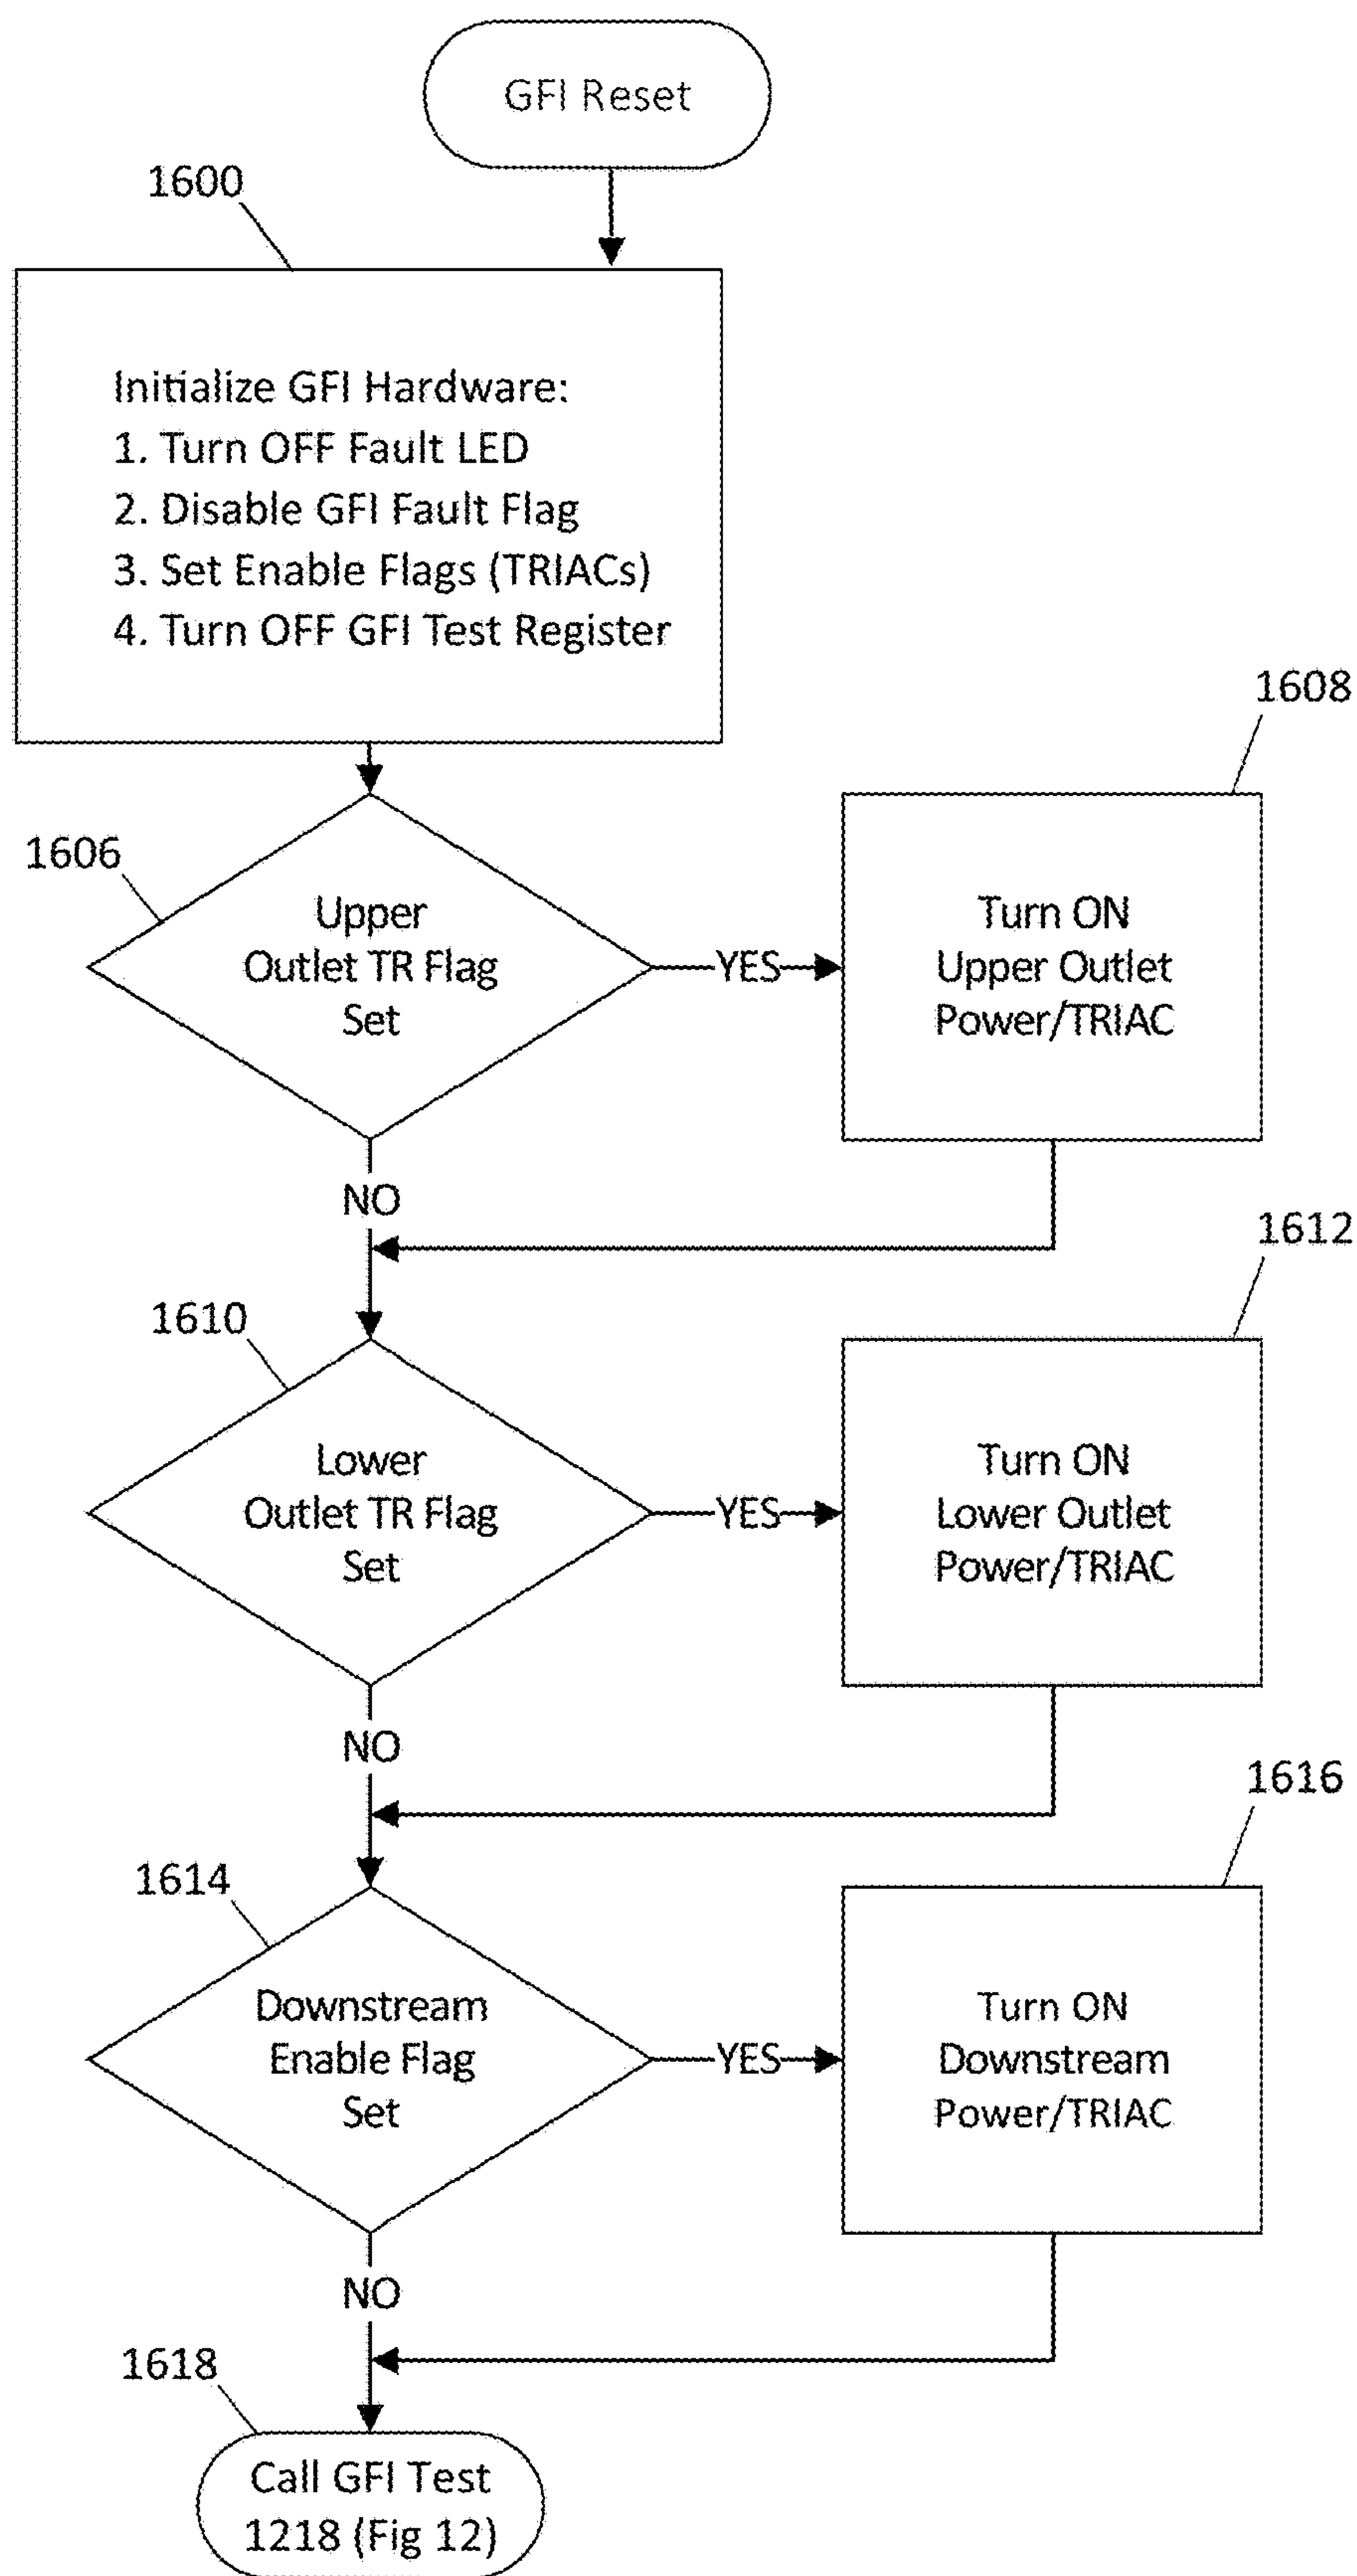 GFI Reset
1600
Initialize GFI Hardware:
1. Turn OFF Fault LED
2. Disable GFI Fault Flag
3. Set Enable Flags (TRIACs)
4. Turn OFF GFI Test Register
1606
Upper
Outlet TR Flag
Set
YES
1608
Turn ON
Upper Outlet
Power/TRIAC
NO
1610
Lower
Outlet TR Flag
Set
YES
1612
Turn ON
Lower Outlet
Power/TRIAC
NO
1614
Downstream
Enable Flag
Set
YES
1616
Turn ON
Downstream
Power/TRIAC
NO
1618
Call GFI Test
1218 (Fig 12)